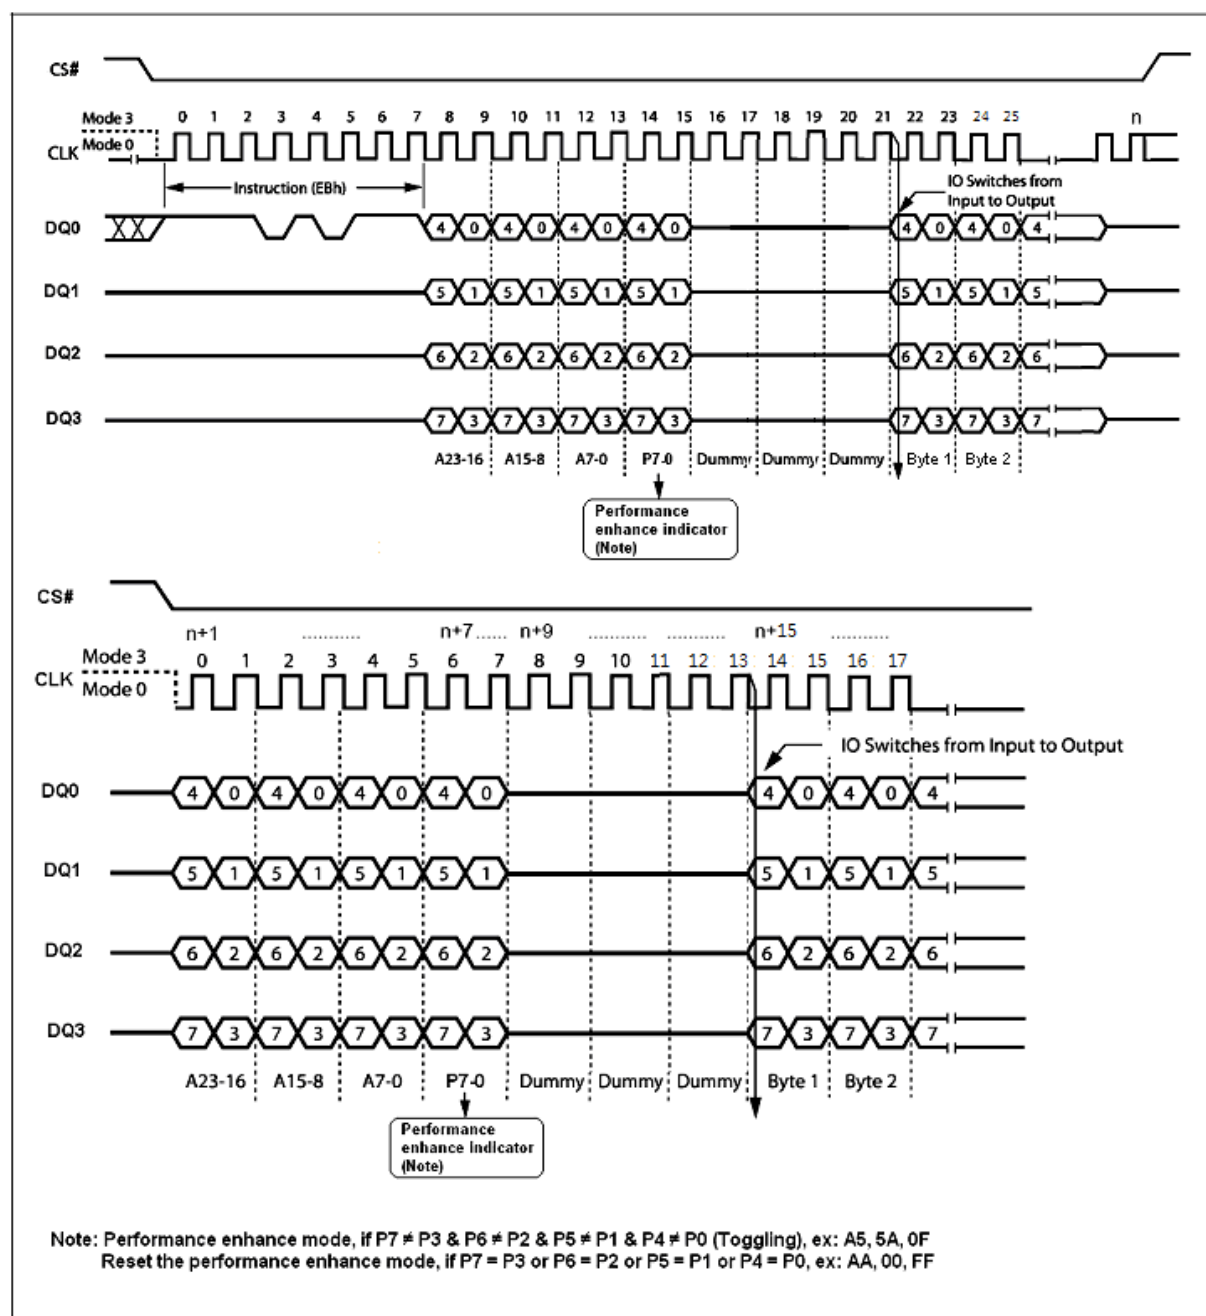 CS#
Mode 3 0 1 2 3 4 5 6 7 8 9 10 11 12 13 14 15 16 17 18 19 20 21 22 23 24 25 n
CLK Mode 0
Instruction (EBh)
IO Switches from
Input to Output
DQ0 4 0 4 0 4 0 4 0 4 0 4 0 4
DQ1 5 1 5 1 5 1 5 1 5 1 5 1 5
DQ2 6 2 6 2 6 2 6 2 6 2 6 2 6
DQ3 7 3 7 3 7 3 7 3 7 3 7 3 7
A23-16 A15-8 A7-0 P7-0 Dummy Dummy Dummy Byte 1 Byte 2
Performance
enhance indicator
(Note)
CS#
n+1 ........... n+7 ...... n+9 ........... ........... n+15 ...........
Mode 3 0 1 2 3 4 5 6 7 8 9 10 11 12 13 14 15 16 17
CLK Mode 0
IO Switches from Input to Output
DQ0 4 0 4 0 4 0 4 0 4 0 4 0 4
DQ1 5 1 5 1 5 1 5 1 5 1 5 1 5
DQ2 6 2 6 2 6 2 6 2 6 2 6 2 6
DQ3 7 3 7 3 7 3 7 3 7 3 7 3 7
A23-16 A15-8 A7-0 P7-0 Dummy Dummy Dummy Byte 1 Byte 2
Performance
enhance indicator
(Note)
Note: Performance enhance mode, if P7 ≠ P3 & P6 ≠ P2 & P5 ≠ P1 & P4 ≠ P0 (Toggling), ex: A5, 5A, 0F
Reset the performance enhance mode, if P7 = P3 or P6 = P2 or P5 = P1 or P4 = P0, ex: AA, 00, FF